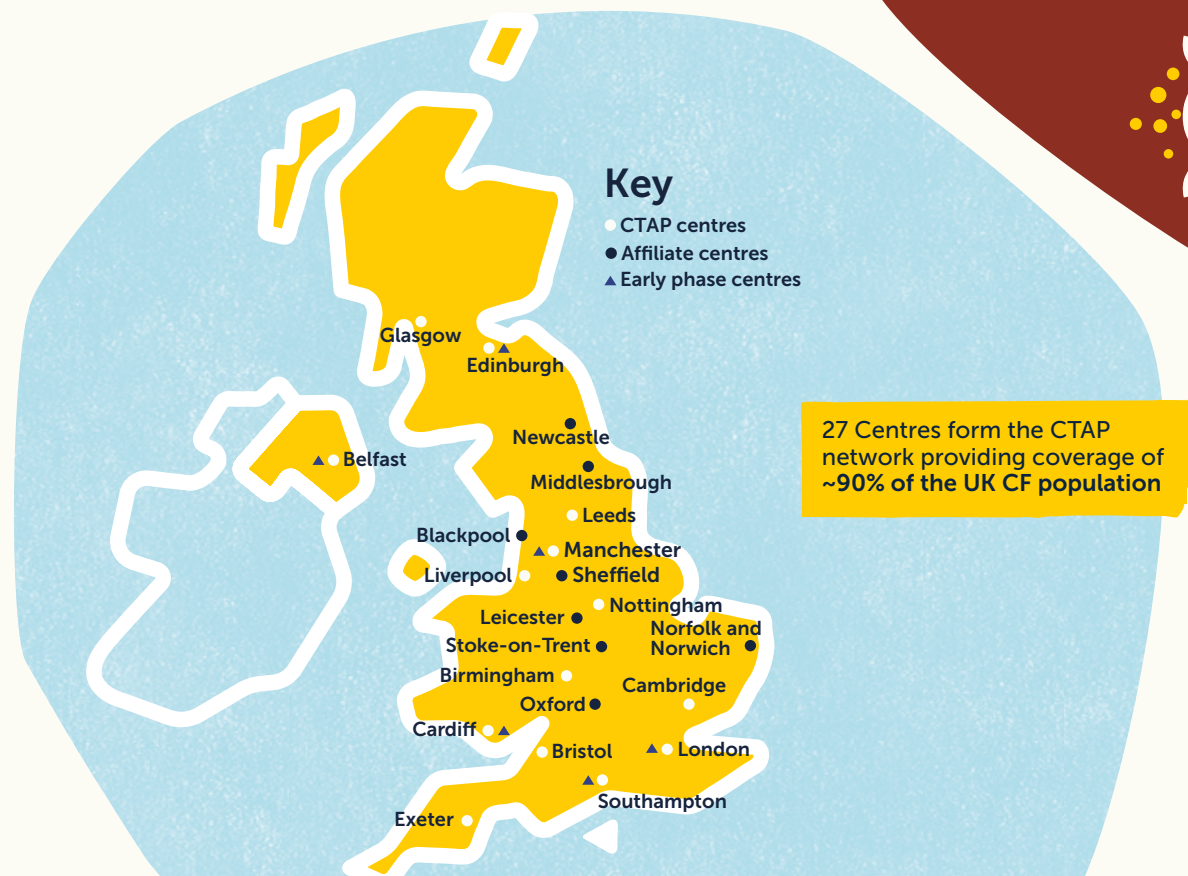 Key
CTAP centres
Affiliate centres
Early phase centres
Glasgow
Edinburgh
Newcastle
Belfast
Middlesbrough
Leeds
Blackpool
Manchester
Liverpool
Sheffield
Nottingham
Leicester
Norfolk and
Norwich
Stoke-on-Trent
Birmingham
Cambridge
Oxford
Cardiff
Bristol
London
Southampton
Exeter
27 Centres form the CTAP
network providing coverage of
~90% of the UK CF population